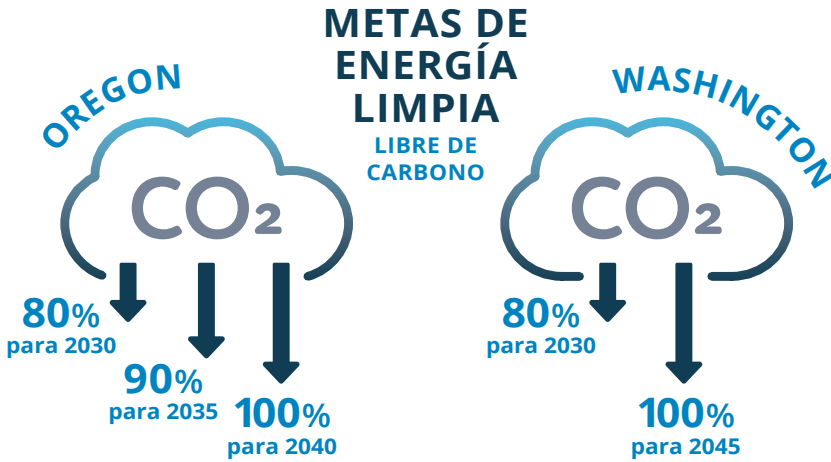 METAS DE
ENERGÍA
LIMPIA
LIBRE DE
CARBONO
OREGON
CO₂
80%
para 2030
90%
para 2035
100%
para 2040
WASHINGTON
CO₂
80%
para 2030
100%
para 2045